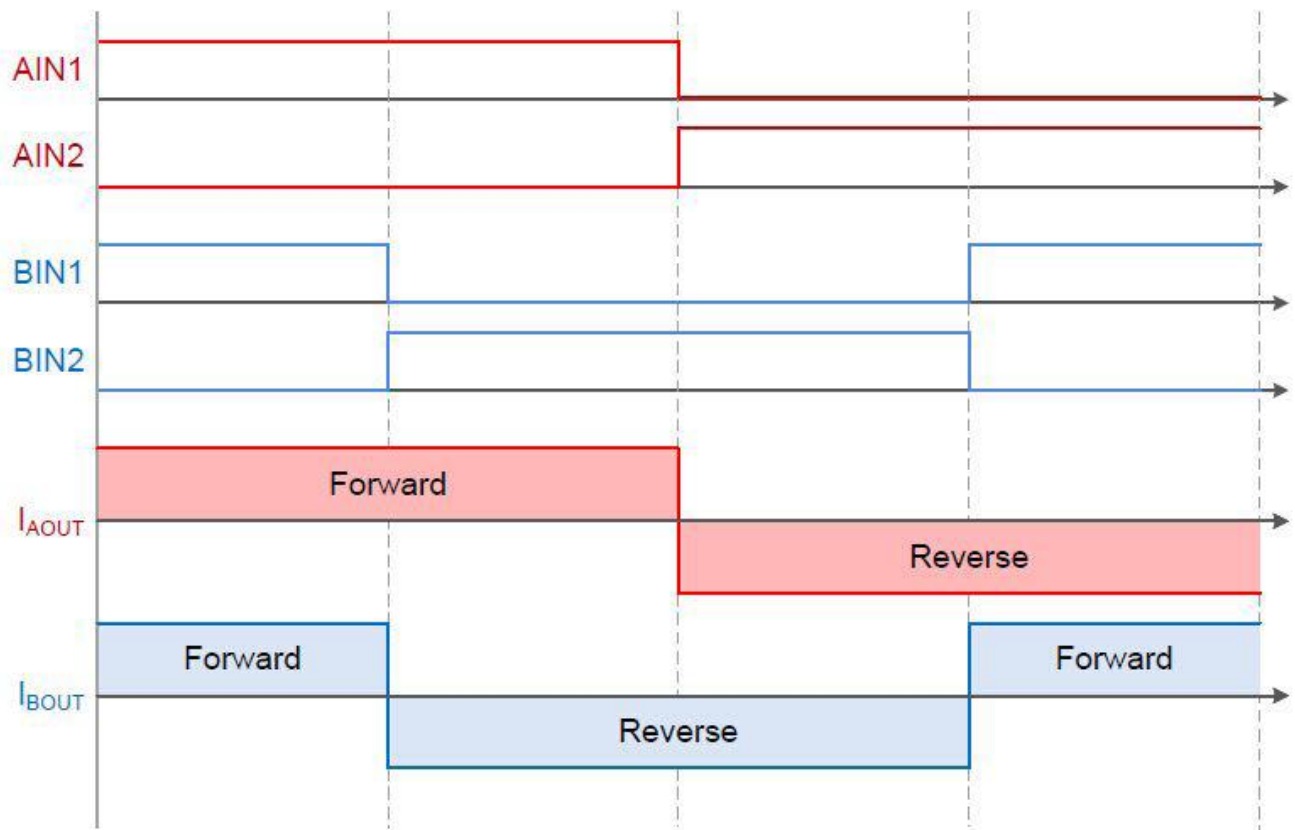 AIN1
AIN2
BIN1
BIN2
Forward
IAOUT
Reverse
Forward
Forward
IBOUT
Reverse